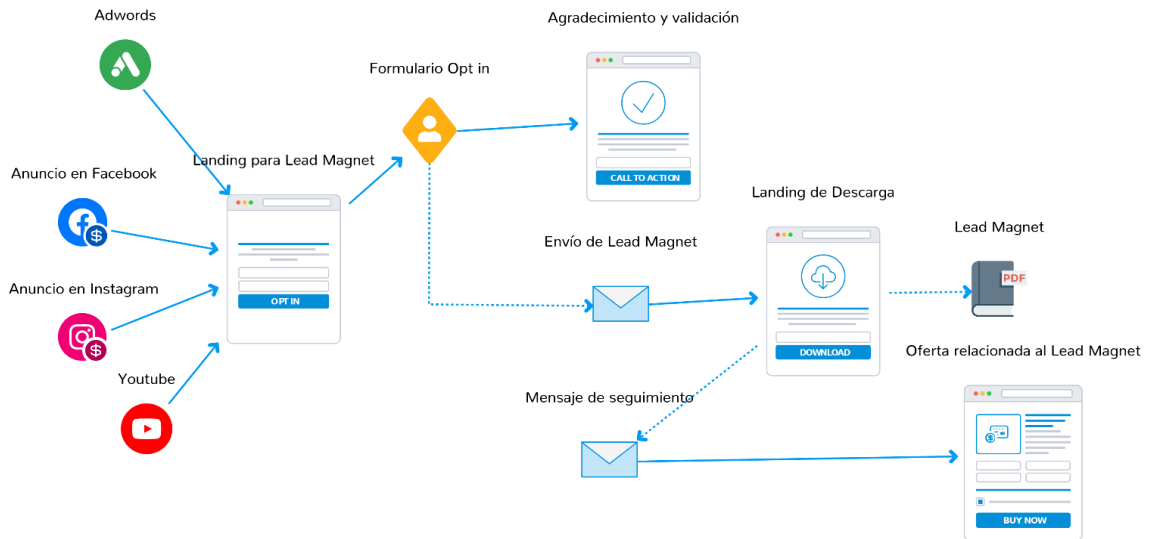 Adwords
Agradecimiento y validación
Formulario Opt in
Landing para Lead Magnet
Anuncio en Facebook
CALL TO ACTION
Landing de Descarga
Envío de Lead Magnet
Lead Magnet
PDF
Anuncio en Instagram
OPT IN
DOWNLOAD
Oferta relacionada al Lead Magnet
Youtube
Mensaje de seguimiento
BUY NOW